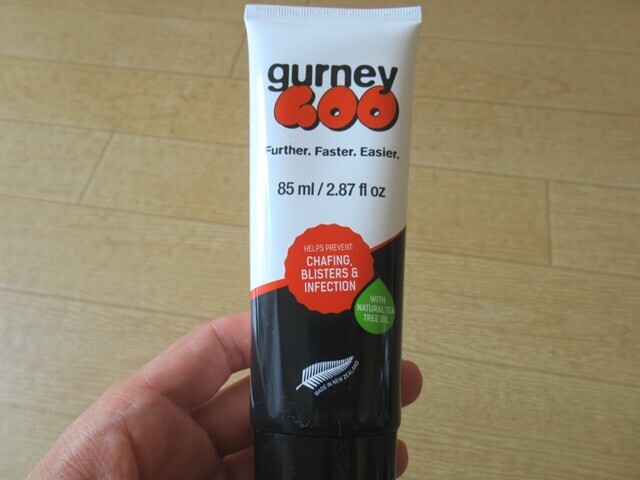 gurney
GOO
Further. Faster. Easier.
85 ml / 2.87 fl oz
HELPS PREVENT:
CHAFING,
BLISTERS &
INFECTION
WITH
NATURAL TEA
TREE OIL
MADE IN NEW ZEALAND